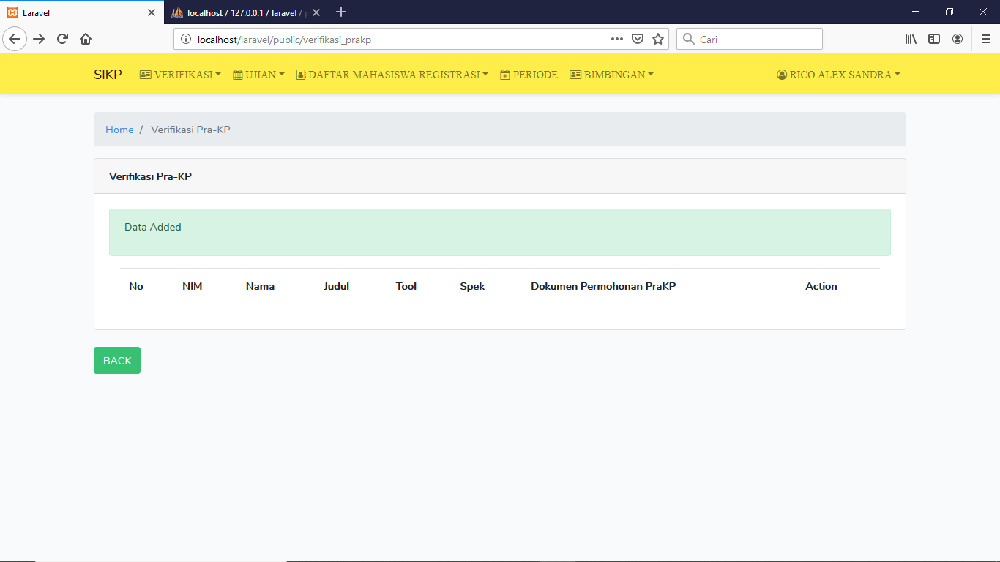 Laravel
localhost / 127.0.0.1 / laravel /
localhost/laravel/public/verifikasi_prakp
Cari
SIKP VERIFIKASI UJIAN DAFTAR MAHASISWA REGISTRASI PERIODE BIMBINGAN RICO ALEX SANDRA
Home / Verifikasi Pra-KP
Verifikasi Pra-KP
Data Added
No NIM Nama Judul Tool Spek Dokumen Permohonan PraKP Action
BACK